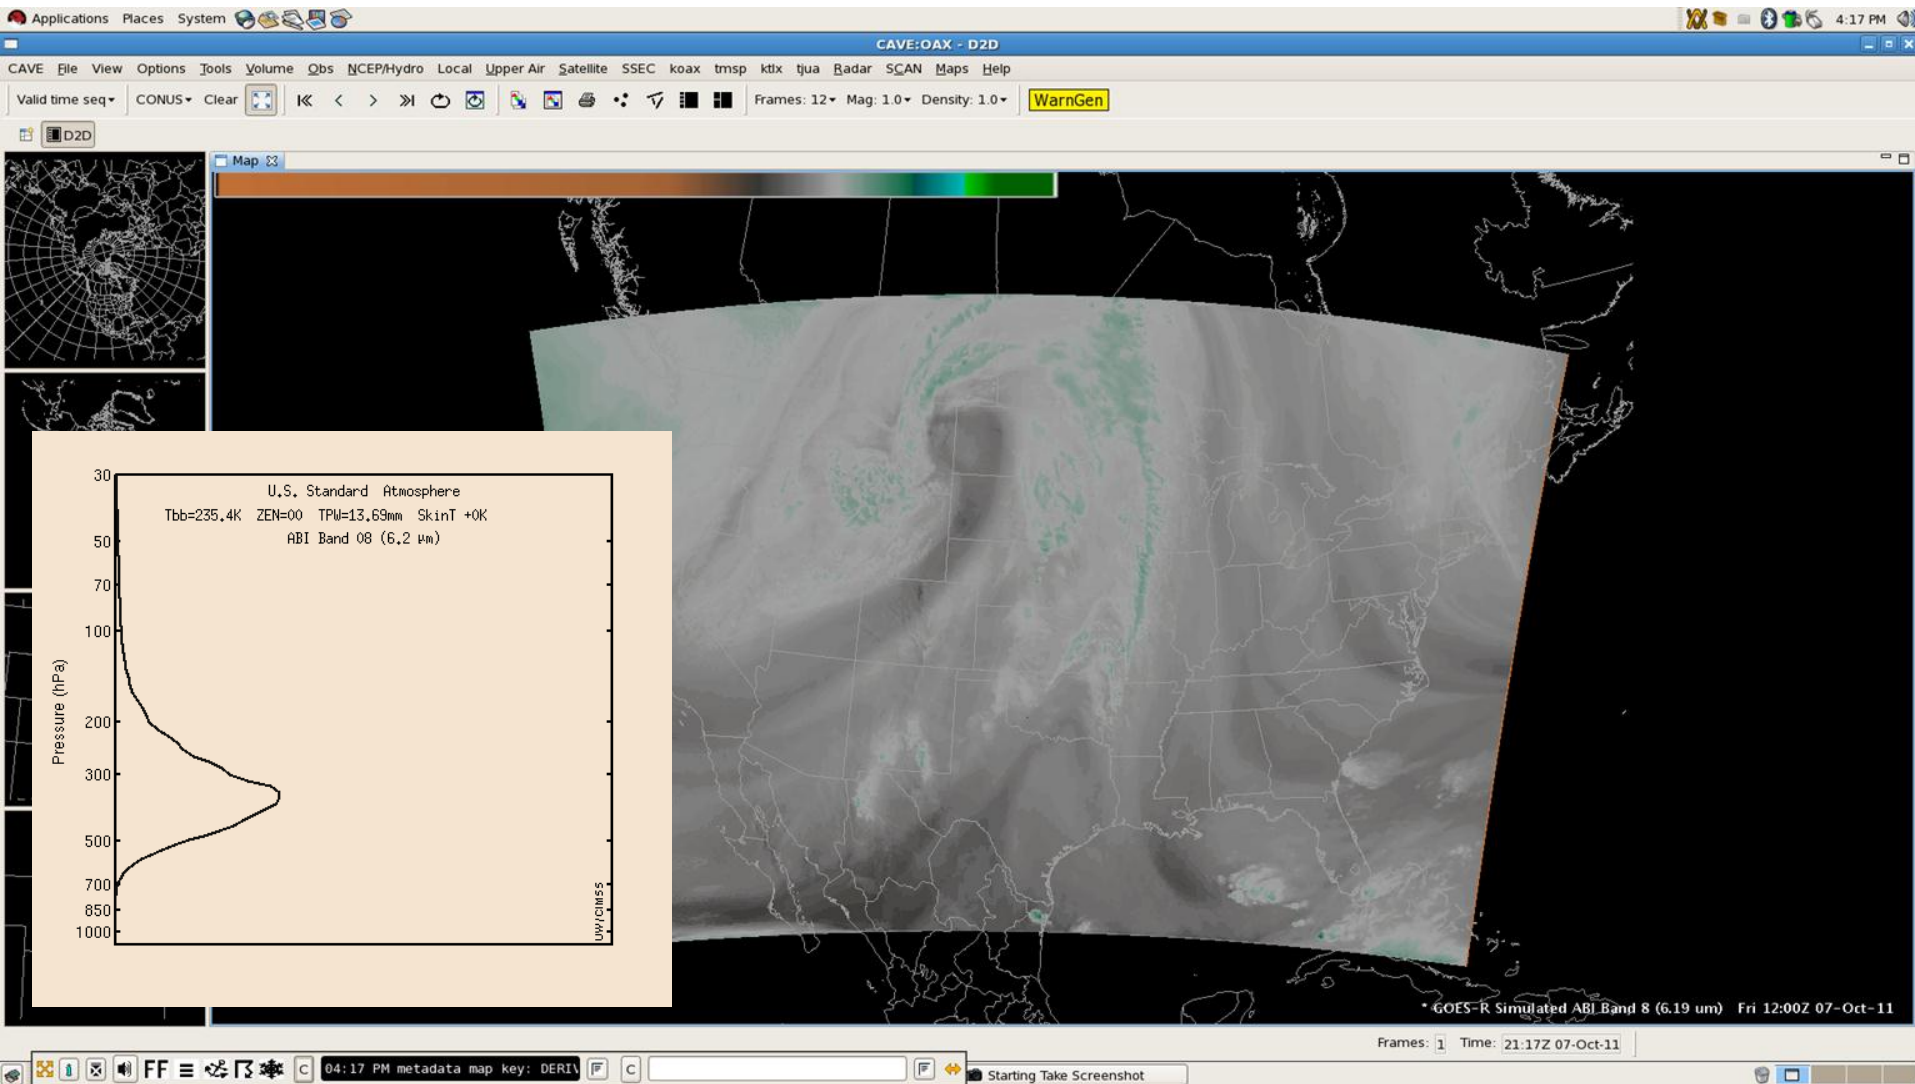 Applications Places System
4:17 PM
CAVE:OAX - D2D
CAVE File View Options Tools Volume Obs NCEP/Hydro Local Upper Air Satellite SSEC koax tmsp ktlx tjua Radar SCAN Maps Help
Valid time seq CONUS Clear Frames: 12 Mag: 1.0 Density: 1.0 WarnGen
D2D
Map
30
U.S. Standard Atmosphere
Tbb=235.4K ZEN=00 TPW=13.69mm SkinT +0K
ABI Band 08 (6.2 µm)
50
70
100
200
300
500
700
850
1000
Pressure (hPa)
UW/CIMSS
* GOES-R Simulated ABI Band 8 (6.19 um) Fri 12:00Z 07-Oct-11
Frames: 1 Time: 21:17Z 07-Oct-11
FF C 04:17 PM metadata map key: DERIV F C F
Starting Take Screenshot